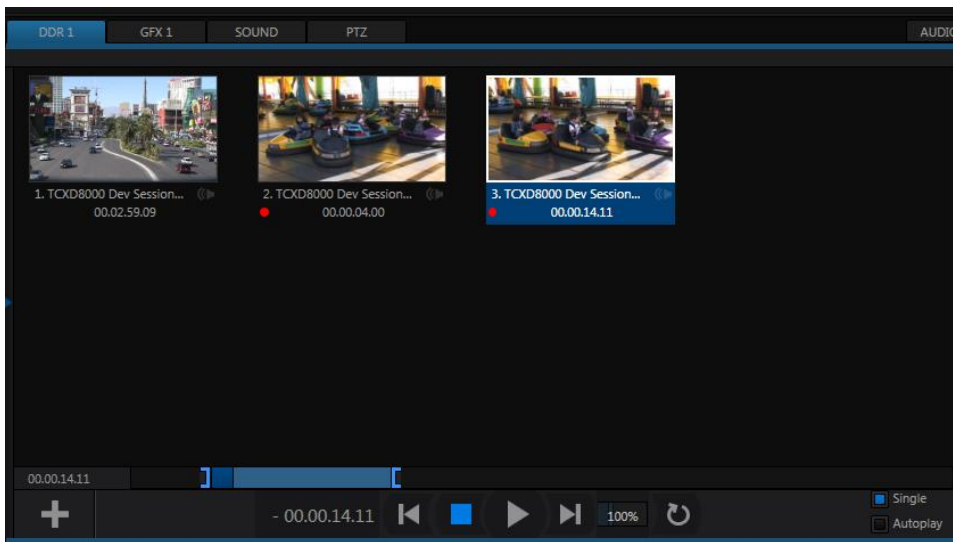 DDR 1 GFX 1 SOUND PTZ AUDIO
1. TCXD8000 Dev Session... 2. TCXD8000 Dev Session... 3. TCXD8000 Dev Session...
00.02.59.09 00.00.04.00 00.00.14.11
00.00.14.11
Single
- 00.00.14.11 100%
Autoplay